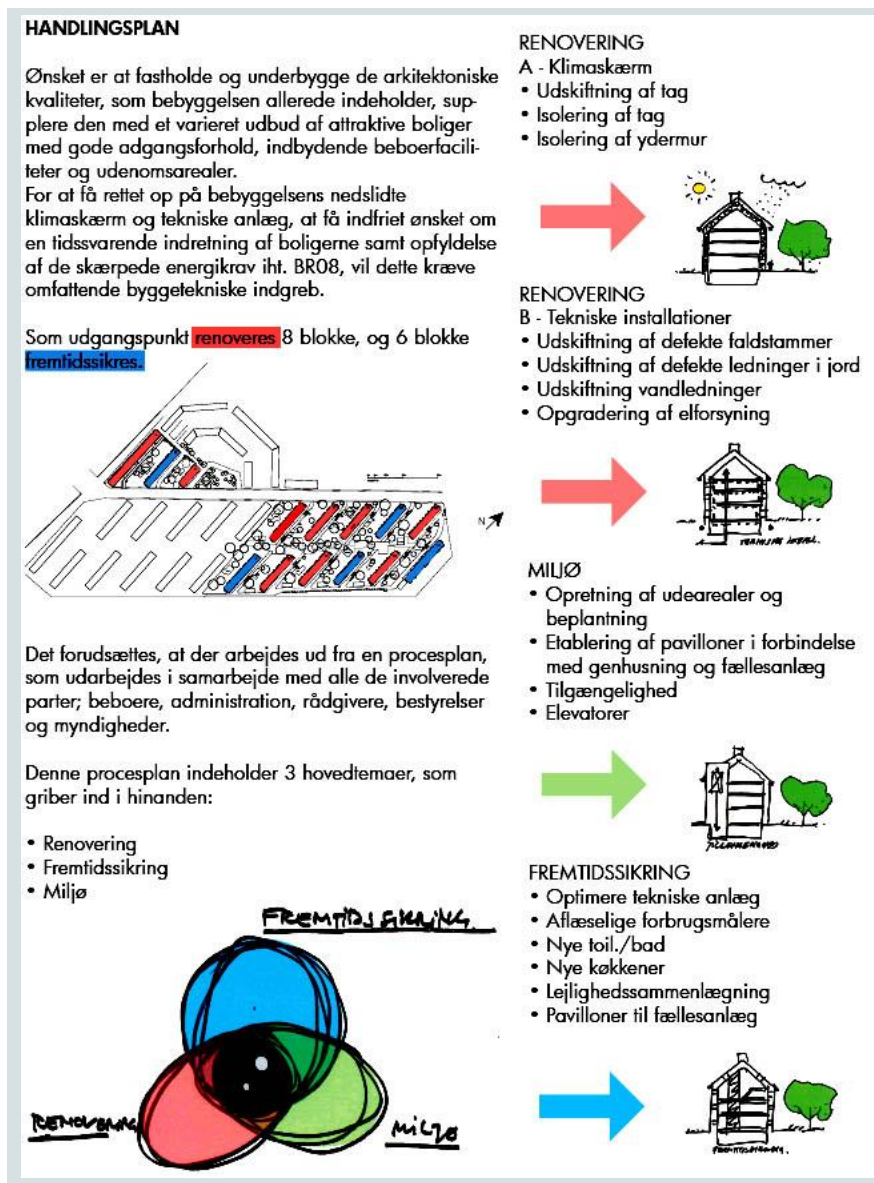 HANDLINGSPLAN
Ønsket er at fastholde og underbygge de arkitektoniske
kvaliteter, som bebyggelsen allerede indeholder, sup-
plere den med et varieret udbud af attraktive boliger
med gode adgangsforhold, indbydende beboerfacili-
teter og udenomsarealer.
For at få rettet op på bebyggelsens nedslidte
klimaskærm og tekniske anlæg, at få indfriet ønsket om
en tidssvarende indretning af boligerne samt opfyldelse
af de skærpede energikrav iht. BR08, vil dette kræve
omfattende byggetekniske indgreb.
Som udgangspunkt renoveres 8 blokke, og 6 blokke
fremtidssikres.
N
Det forudsættes, at der arbejdes ud fra en procesplan,
som udarbejdes i samarbejde med alle de involverede
parter; beboere, administration, rådgivere, bestyrelser
og myndigheder.
Denne procesplan indeholder 3 hovedtemaer, som
griber ind i hinanden:
• Renovering
• Fremtidssikring
• Miljø
FREMTIDSSIKRING
RENOVERING
MILJØ
RENOVERING
A - Klimaskærm
• Udskiftning af tag
• Isolering af tag
• Isolering af ydermur
RENOVERING
B - Tekniske installationer
• Udskiftning af defekte faldstammer
• Udskiftning af defekte ledninger i jord
• Udskiftning vandledninger
• Opgradering af elforsyning
MILJØ
• Opretning af udearealer og
beplantning
• Etablering af pavilloner i forbindelse
med genhusning og fællesanlæg
• Tilgængelighed
• Elevatorer
TILGÆNGELIGHED
FREMTIDSSIKRING
• Optimere tekniske anlæg
• Aflæselige forbrugsmålere
• Nye toil./bad
• Nye køkkener
• Lejlighedssammenlægning
• Pavilloner til fællesanlæg
FREMTIDSSIKRING.